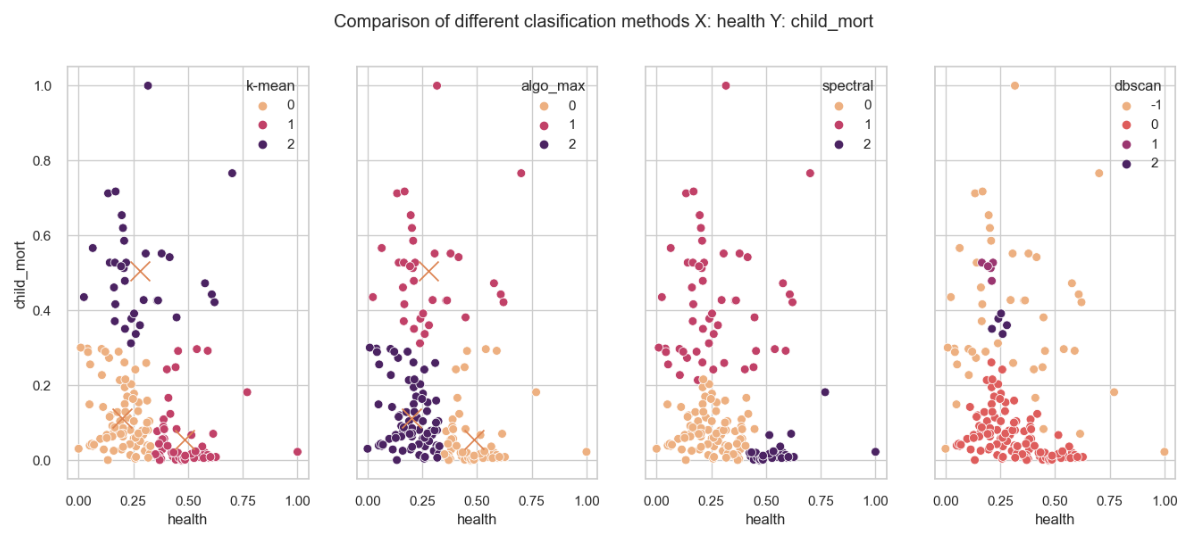 Comparison of different clasification methods X: health Y: child_mort
k-mean
0
1
2
algo_max
0
1
2
spectral
0
1
2
dbscan
-1
0
1
2
1.0
0.8
0.6
0.4
0.2
0.0
child_mort
0.00 0.25 0.50 0.75 1.00
health
0.00 0.25 0.50 0.75 1.00
health
0.00 0.25 0.50 0.75 1.00
health
0.00 0.25 0.50 0.75 1.00
health